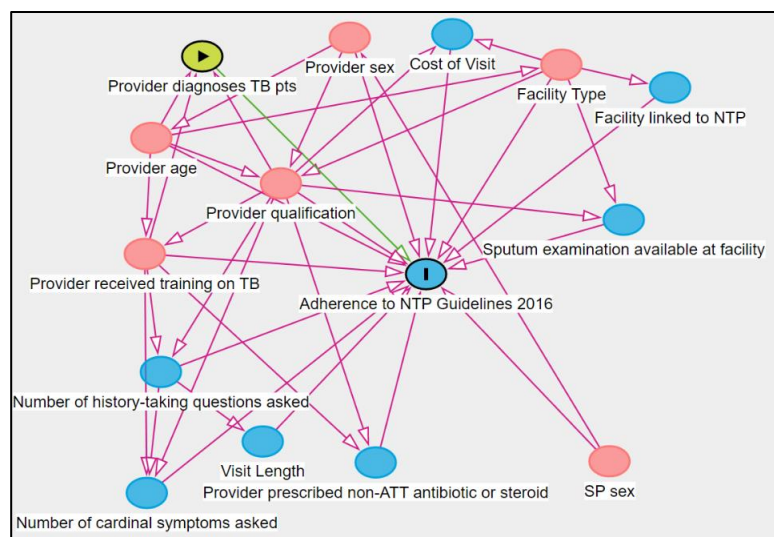 Provider diagnoses TB pts
Provider sex
Cost of Visit
Facility Type
Facility linked to NTP
Provider age
Provider qualification
Sputum examination available at facility
Provider received training on TB
Adherence to NTP Guidelines 2016
Number of history-taking questions asked
Visit Length
Provider prescribed non-ATT antibiotic or steroid
SP sex
Number of cardinal symptoms asked